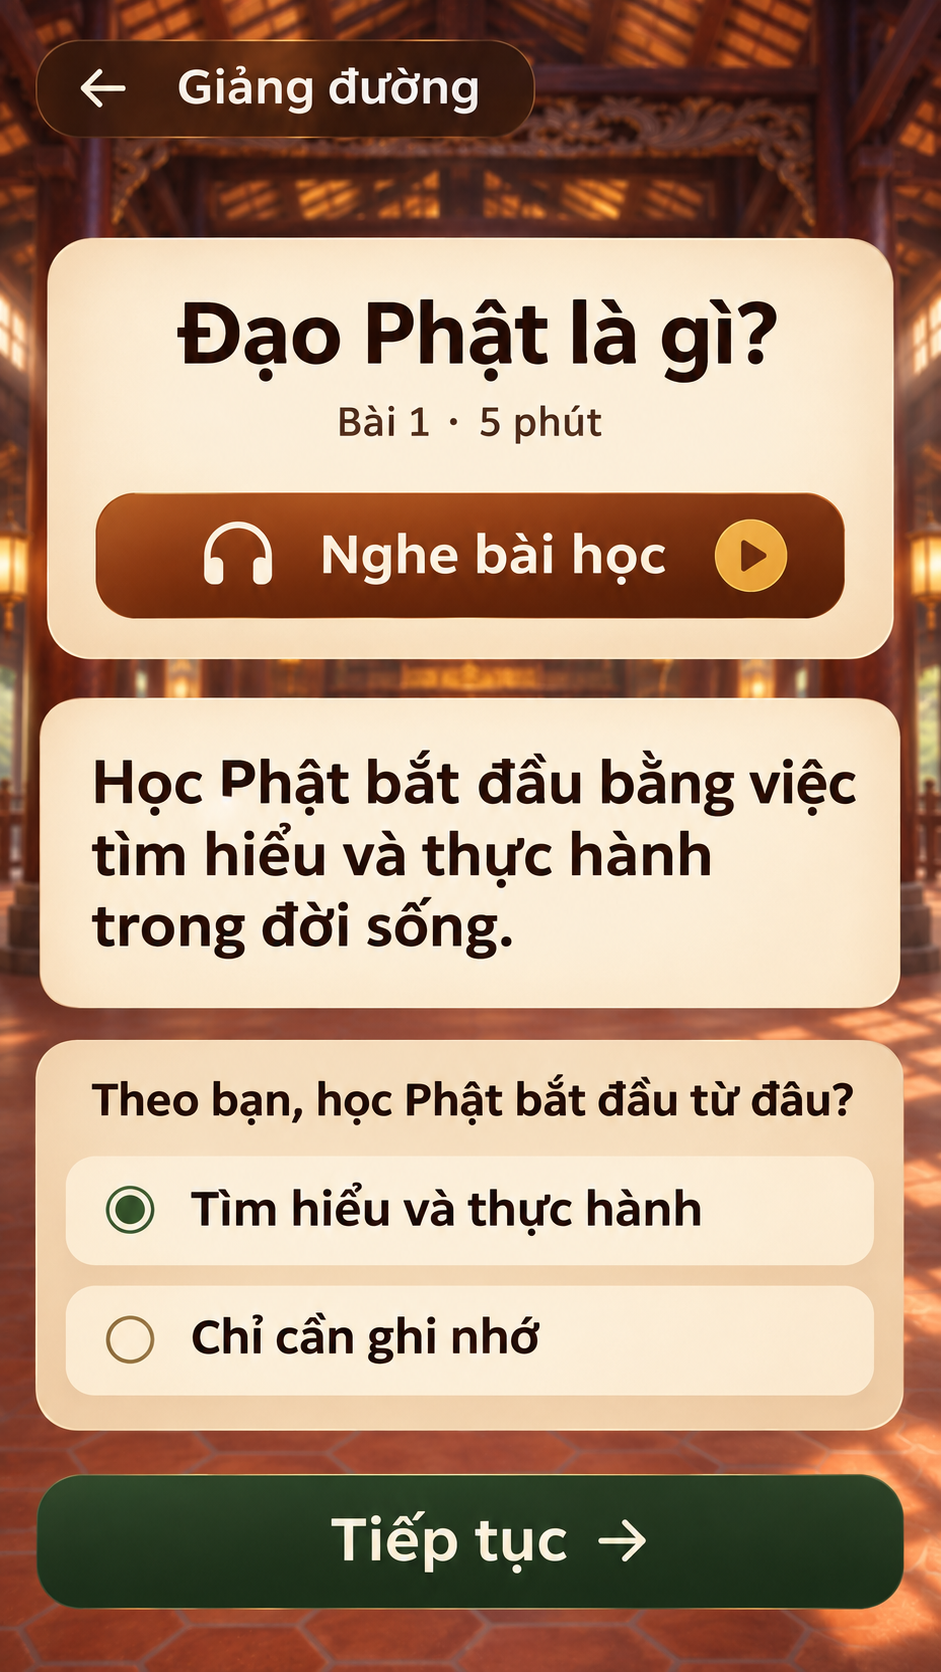 Giảng đường
Đạo Phật là gì?
Bài 1 · 5 phút
Nghe bài học
Học Phật bắt đầu bằng việc
tìm hiểu và thực hành
trong đời sống.
Theo bạn, học Phật bắt đầu từ đâu?
Tìm hiểu và thực hành
Chỉ cần ghi nhớ
Tiếp tục →